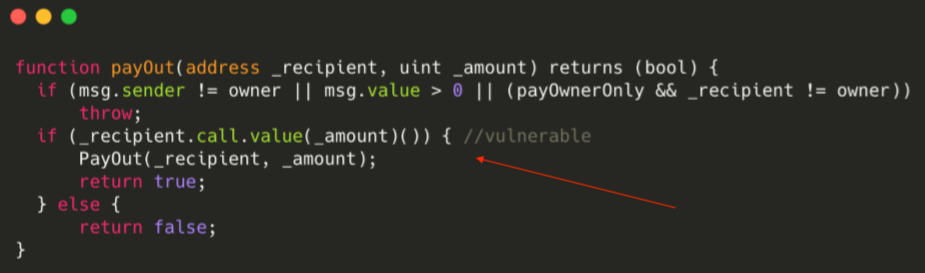 function payOut(address _recipient, uint _amount) returns (bool) {
if (msg.sender != owner || msg.value > 0 || (payOwnerOnly && _recipient != owner))
throw;
if (_recipient.call.value(_amount)()) { //vulnerable
PayOut(_recipient, _amount);
return true;
} else {
return false;
}